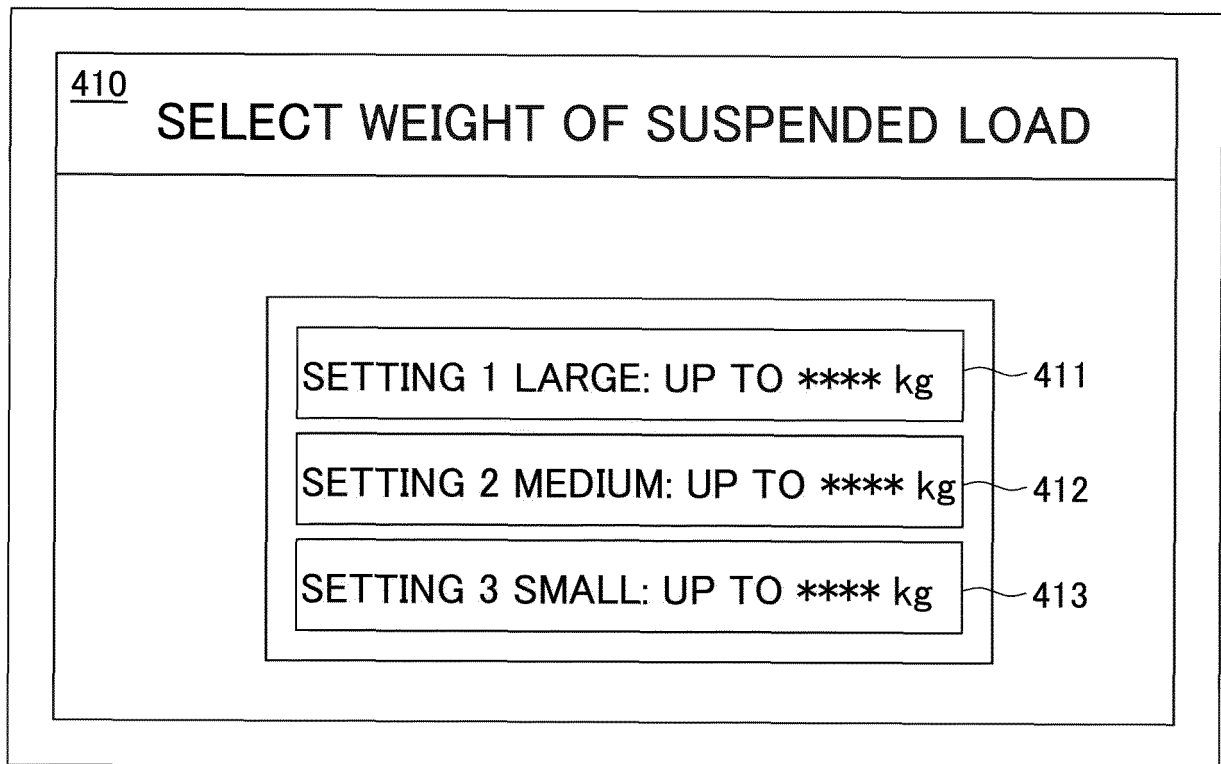 410
SELECT WEIGHT OF SUSPENDED LOAD
SETTING 1 LARGE: UP TO **** kg
411
SETTING 2 MEDIUM: UP TO **** kg
412
SETTING 3 SMALL: UP TO **** kg
413